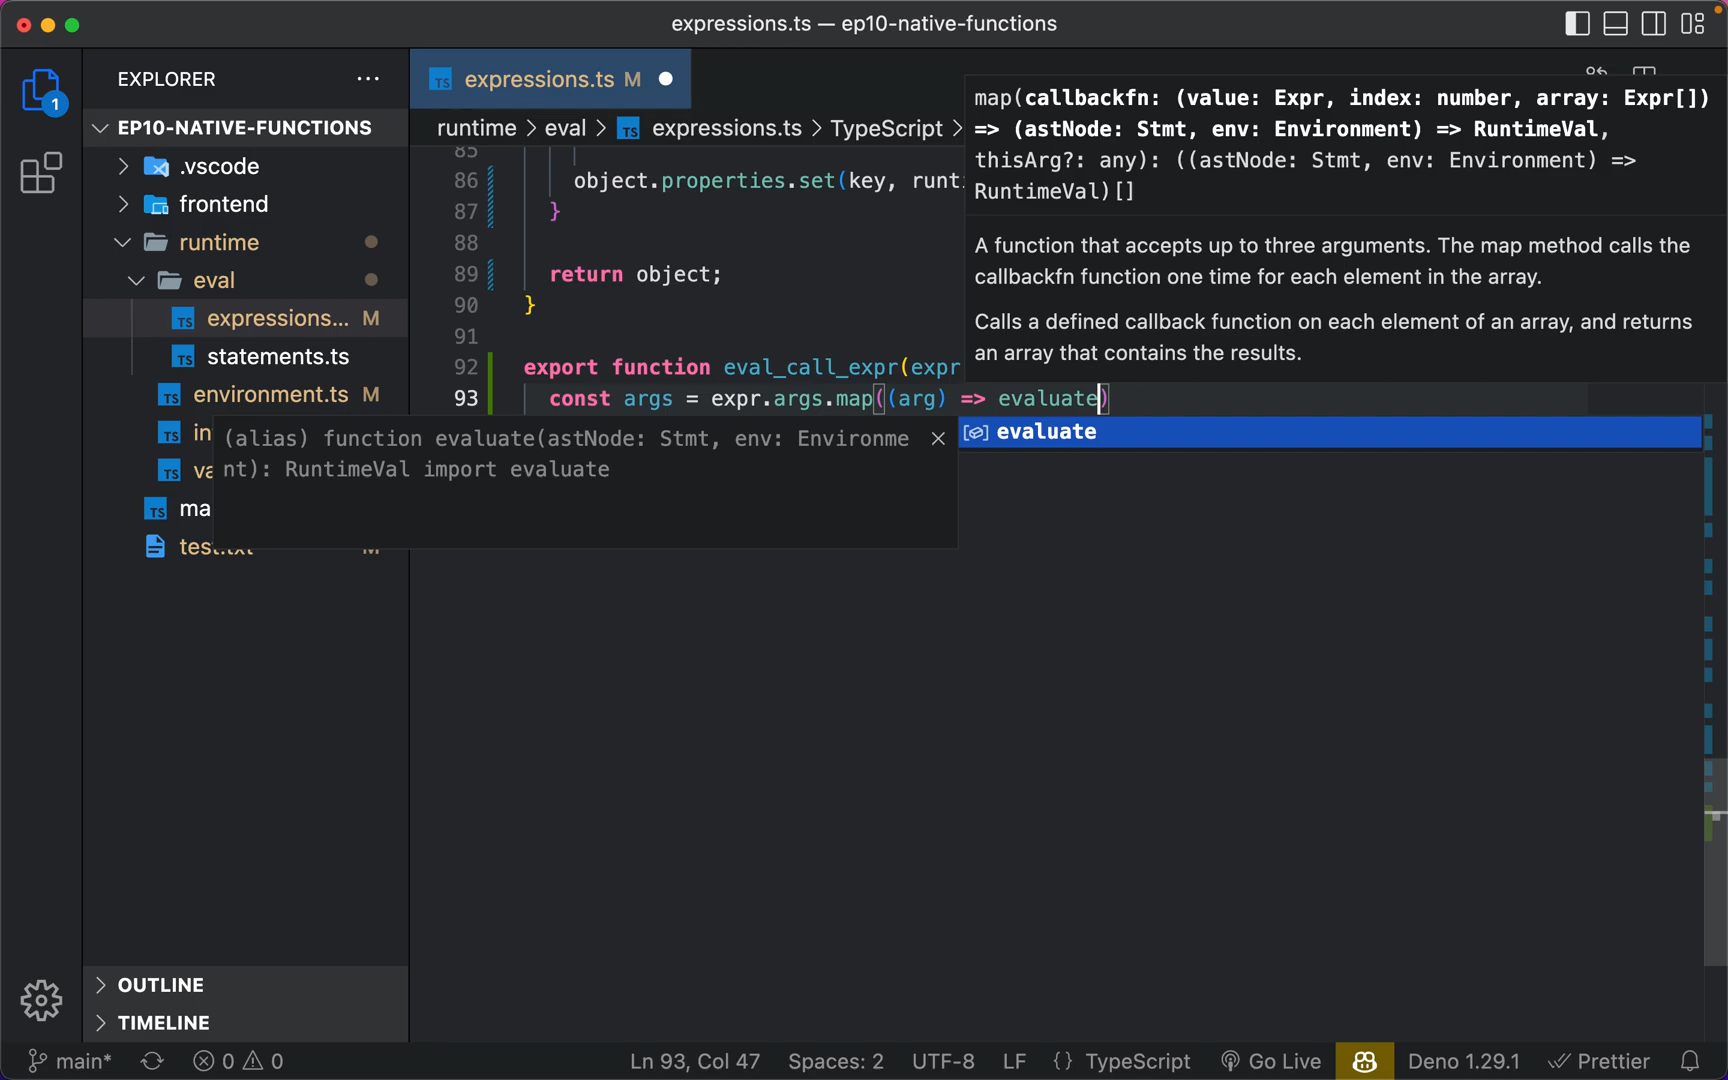 expressions.ts — ep10-native-functions
EXPLORER
EP10-NATIVE-FUNCTIONS
.vscode
frontend
runtime
eval
expressions... M
statements.ts
environment.ts M
in
va
ma
test.txt M
OUTLINE
TIMELINE
1
TS expressions.ts M
runtime > eval > TS expressions.ts > TypeScript >
85
86 object.properties.set(key, runti
87 }
88
89 return object;
90 }
91
92 export function eval_call_expr(expr
93 const args = expr.args.map((arg) => evaluate)
map(callbackfn: (value: Expr, index: number, array: Expr[])
=> (astNode: Stmt, env: Environment) => RuntimeVal,
thisArg?: any): ((astNode: Stmt, env: Environment) =>
RuntimeVal)[]
A function that accepts up to three arguments. The map method calls the
callbackfn function one time for each element in the array.
Calls a defined callback function on each element of an array, and returns
an array that contains the results.
evaluate
(alias) function evaluate(astNode: Stmt, env: Environme
nt): RuntimeVal import evaluate
main* 0 0 Ln 93, Col 47 Spaces: 2 UTF-8 LF {} TypeScript Go Live Deno 1.29.1 Prettier